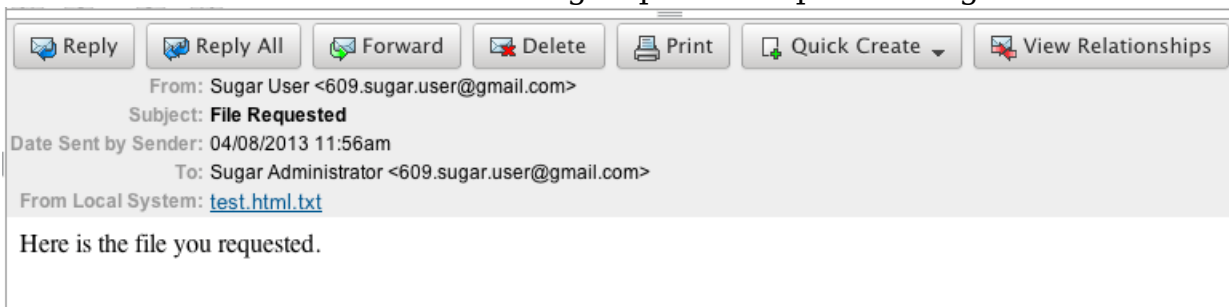 Reply Reply All Forward Delete Print Quick Create View Relationships
From: Sugar User <609.sugar.user@gmail.com>
Subject: File Requested
Date Sent by Sender: 04/08/2013 11:56am
To: Sugar Administrator <609.sugar.user@gmail.com>
From Local System: test.html.txt
Here is the file you requested.